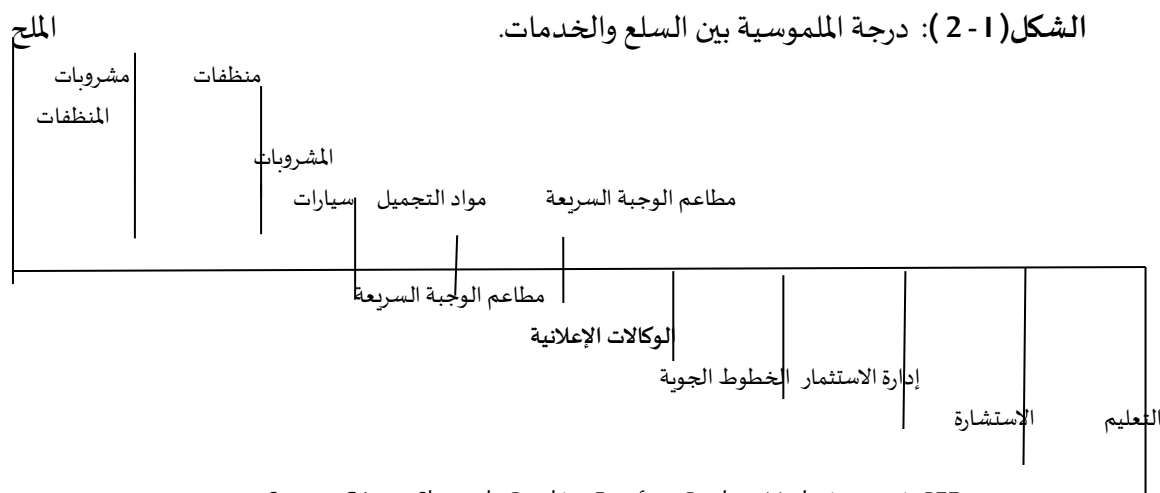 الشكل(I - 2 ): درجة الملموسية بين السلع والخدمات.
الملح
منظفات
مشروبات
المنظفات
المشروبات
مطاعم الوجبة السريعة
مواد التجميل
سيارات
مطاعم الوجبة السريعة
الوكالات الإعلانية
إدارة الاستثمار
الخطوط الجوية
التعليم
الاستشارة